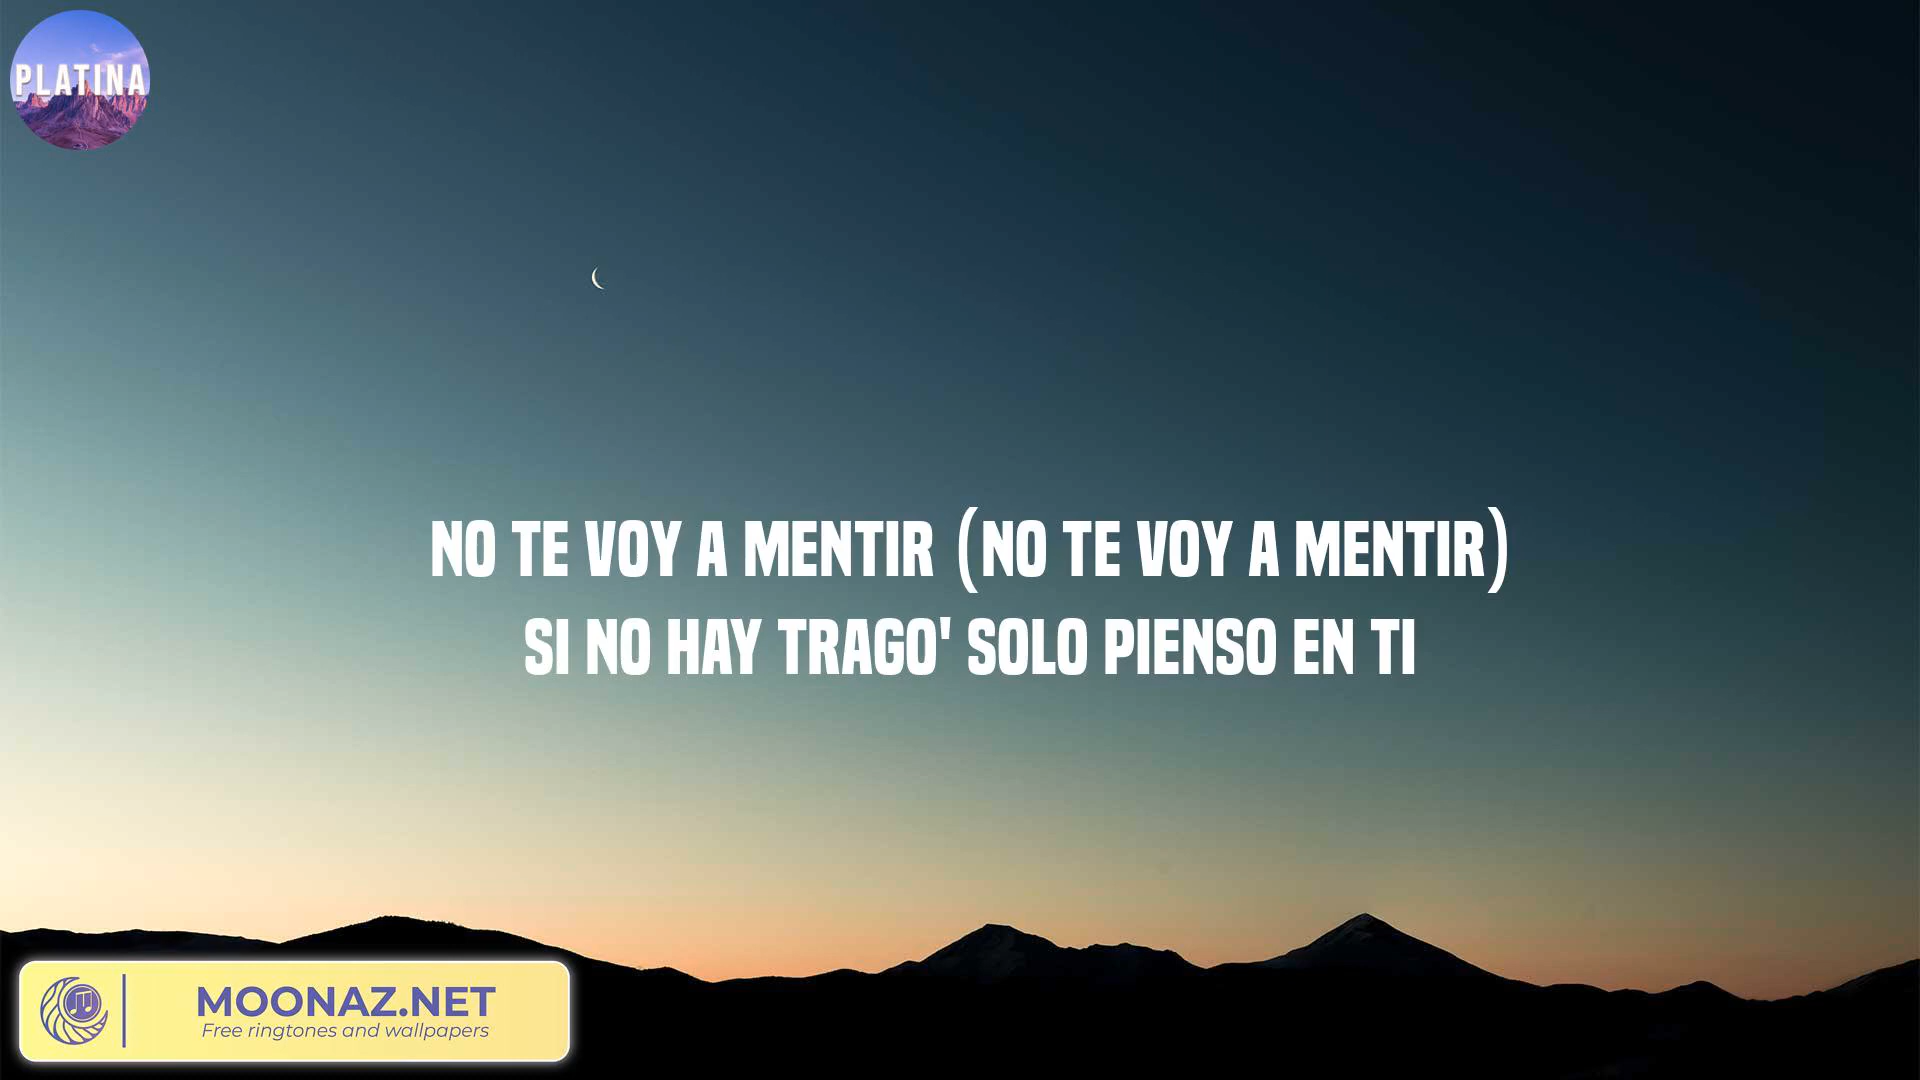 PLATINA
NO TE VOY A MENTIR (NO TE VOY A MENTIR)
SI NO HAY TRAGO' SOLO PIENSO EN TI
MOONAZ.NET
Free ringtones and wallpapers